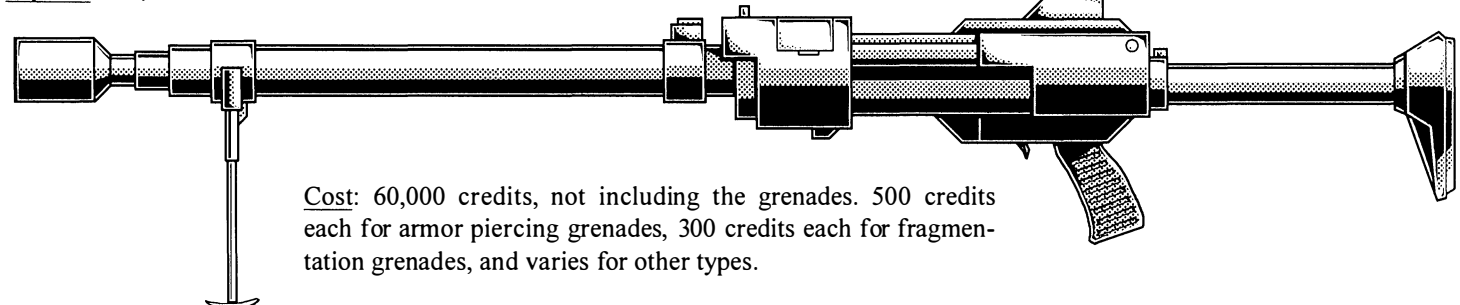 Cost: 60,000 credits, not including the grenades. 500 credits
each for armor piercing grenades, 300 credits each for fragmen-
tation grenades, and varies for other types.